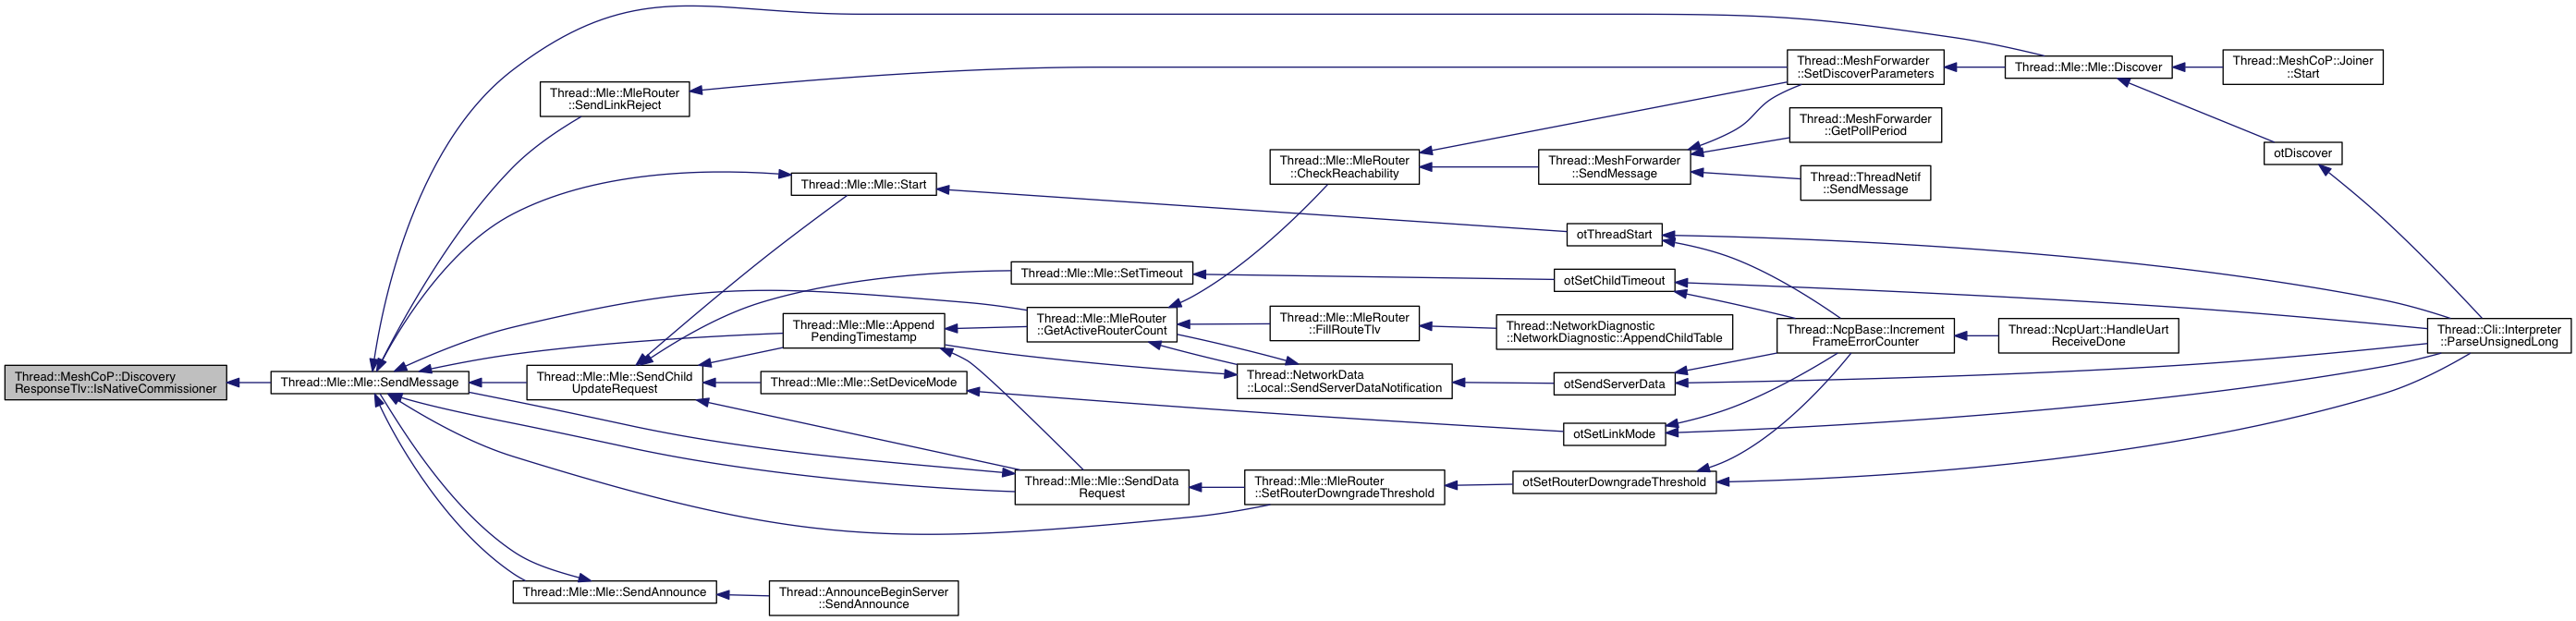 Thread::MeshCoP::Discovery
ResponseTlv::IsNativeCommissioner
Thread::Mle::Mle::SendMessage
Thread::Mle::MleRouter
::SendLinkReject
Thread::Mle::Mle::Start
Thread::Mle::Mle::SetTimeout
Thread::Mle::Mle::Append
PendingTimestamp
Thread::Mle::Mle::SendChild
UpdateRequest
Thread::Mle::Mle::SetDeviceMode
Thread::Mle::Mle::SendData
Request
Thread::Mle::Mle::SendAnnounce
Thread::AnnounceBeginServer
::SendAnnounce
Thread::Mle::MleRouter
::GetActiveRouterCount
Thread::Mle::MleRouter
::CheckReachability
Thread::Mle::MleRouter
::FillRouteTlv
Thread::NetworkData
::Local::SendServerDataNotification
Thread::Mle::MleRouter
::SetRouterDowngradeThreshold
Thread::MeshForwarder
::SendMessage
otThreadStart
otSetChildTimeout
Thread::NetworkDiagnostic
::NetworkDiagnostic::AppendChildTable
otSendServerData
otSetLinkMode
otSetRouterDowngradeThreshold
Thread::MeshForwarder
::SetDiscoverParameters
Thread::MeshForwarder
::GetPollPeriod
Thread::ThreadNetif
::SendMessage
Thread::NcpBase::Increment
FrameErrorCounter
Thread::Mle::Mle::Discover
Thread::NcpUart::HandleUart
ReceiveDone
Thread::MeshCoP::Joiner
::Start
otDiscover
Thread::Cli::Interpreter
::ParseUnsignedLong